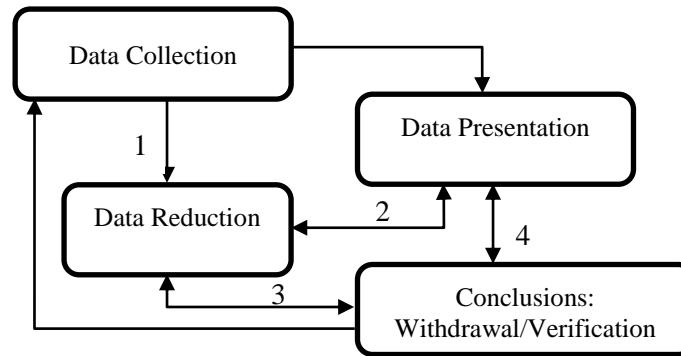 Data Collection
Data Presentation
1
Data Reduction
2
4
3
Conclusions:
Withdrawal/Verification